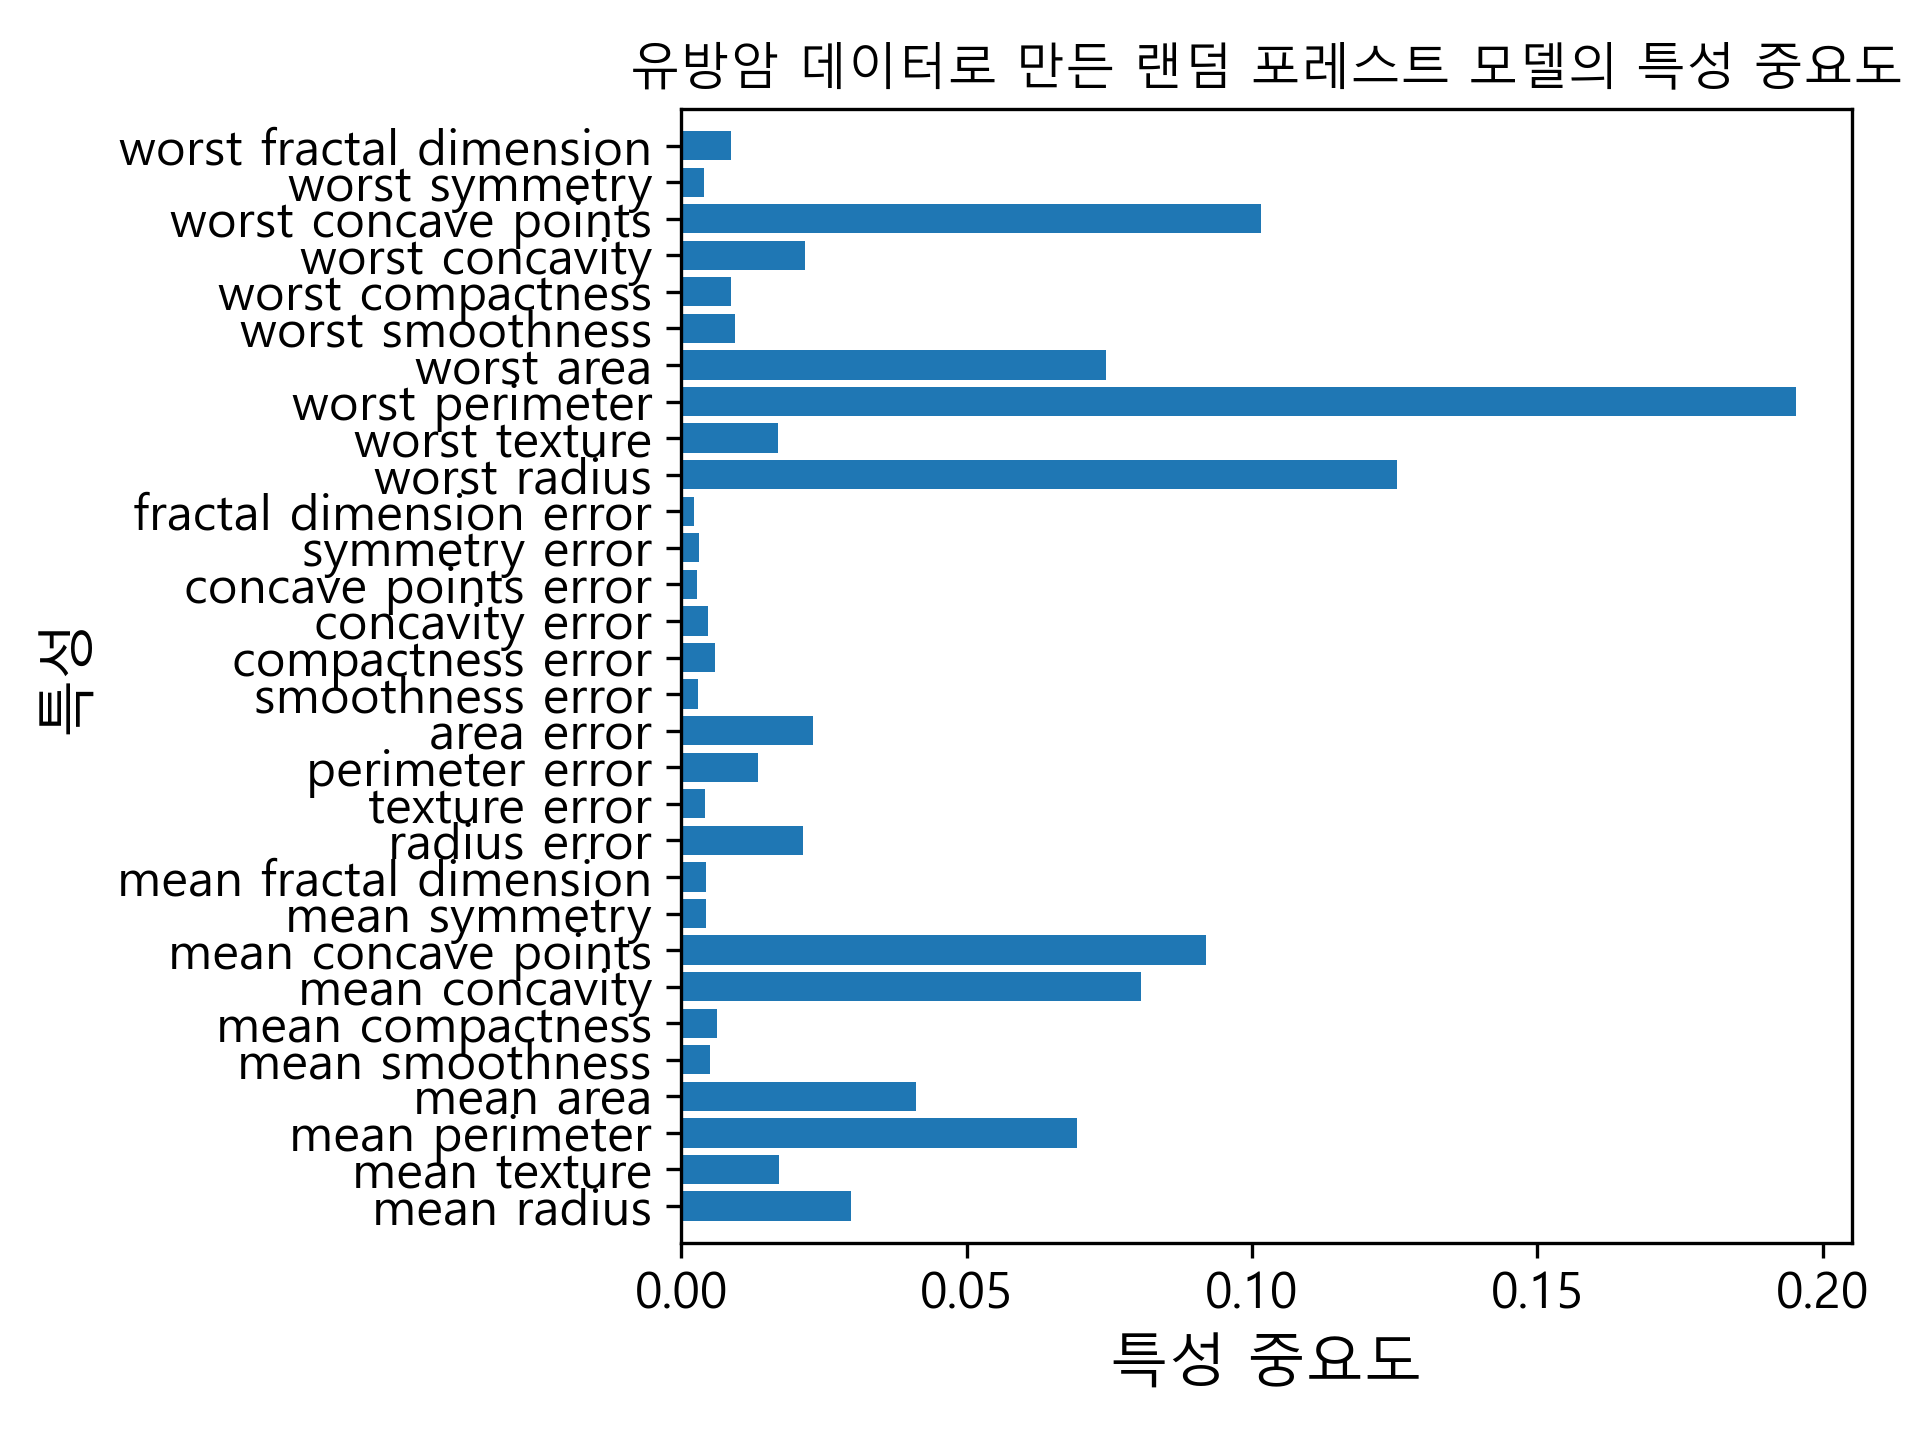 유방암 데이터로 만든 랜덤 포레스트 모델의 특성 중요도
worst fractal dimension
worst symmetry
worst concave points
worst concavity
worst compactness
worst smoothness
worst area
worst perimeter
worst texture
worst radius
fractal dimension error
symmetry error
concave points error
concavity error
compactness error
smoothness error
area error
perimeter error
texture error
radius error
mean fractal dimension
mean symmetry
mean concave points
mean concavity
mean compactness
mean smoothness
mean area
mean perimeter
mean texture
mean radius
특성
0.00 0.05 0.10 0.15 0.20
특성 중요도